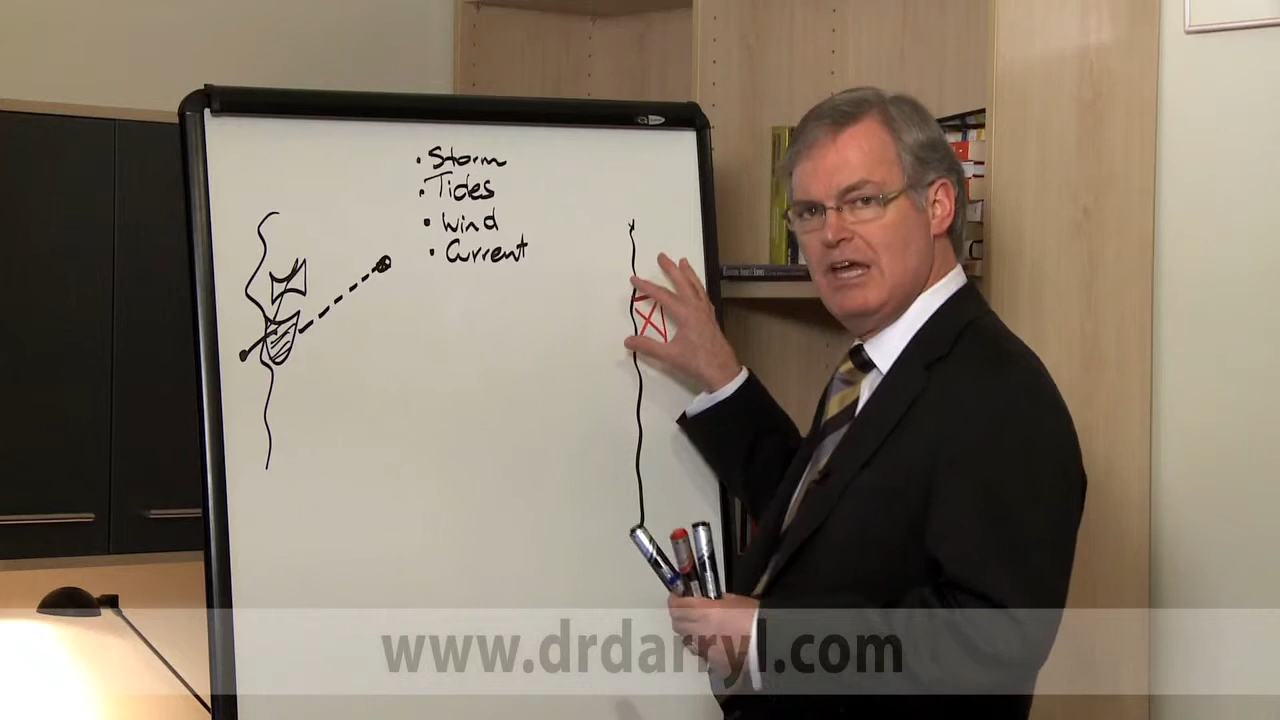 • Storm
• Tides
• Wind
• Current
www.drdarryl.com